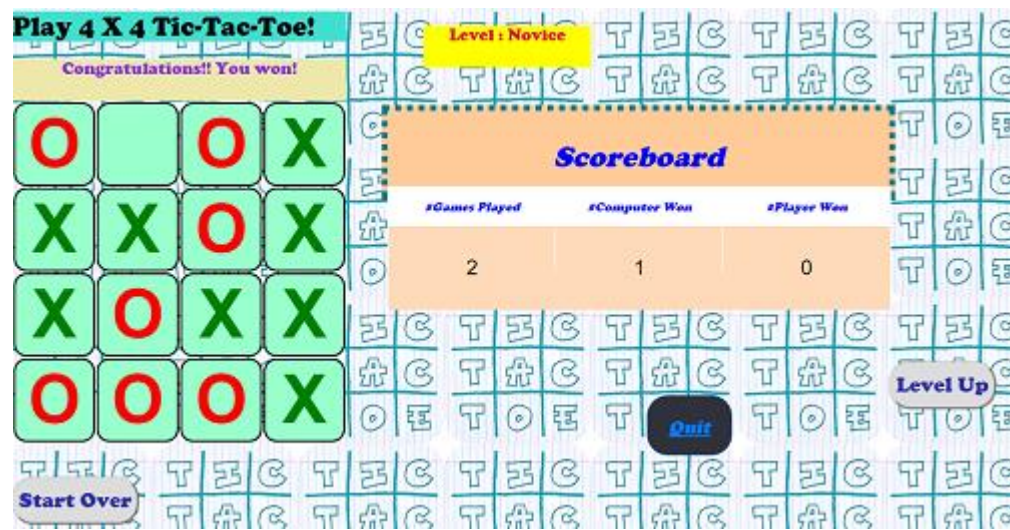 Play 4 X 4 Tic-Tac-Toe!
Level : Novice
Congratulations!! You won!
Scoreboard
#Games Played #Computer Won #Player Won
2 1 0
O O X
X X O X
X O X X
O O O X
Level Up
Quit
Start Over